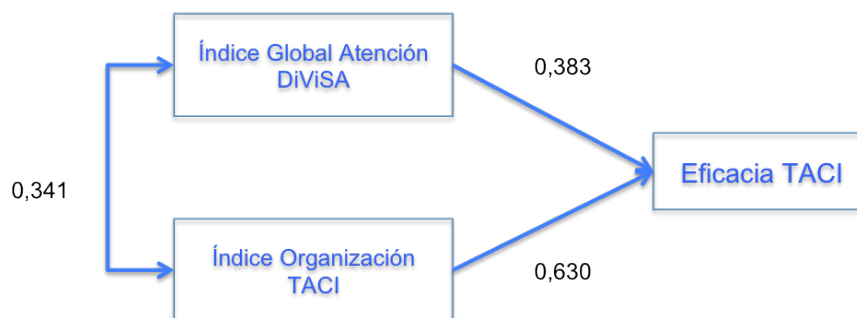 Índice Global Atención
DiViSA
0,383
0,341
Eficacia TACI
Índice Organización
TACI
0,630